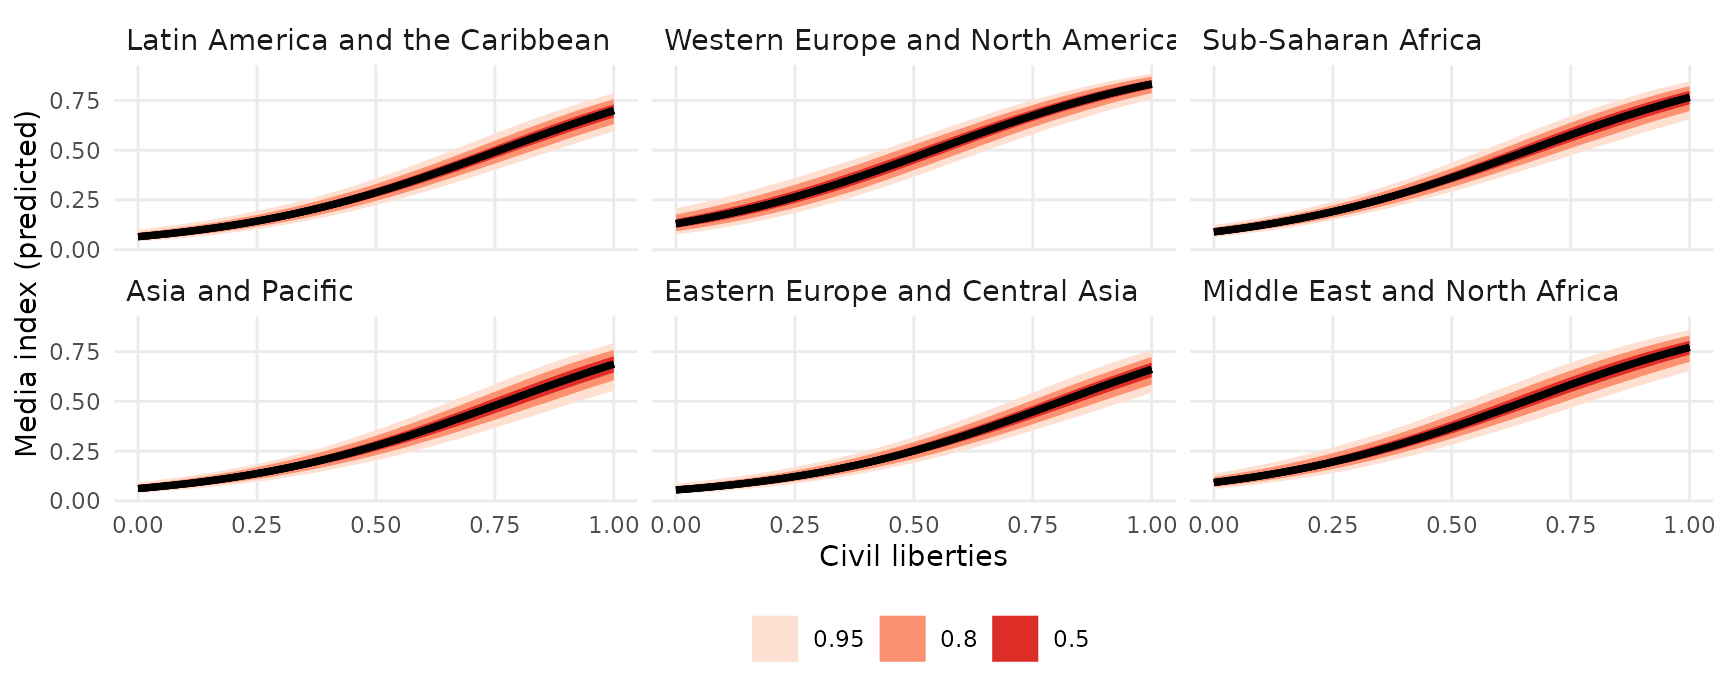 Latin America and the Caribbean
Western Europe and North America
Sub-Saharan Africa
0.75
0.50
0.25
0.00
Media index (predicted)
Asia and Pacific
Eastern Europe and Central Asia
Middle East and North Africa
0.75
0.50
0.25
0.00
0.00 0.25 0.50 0.75 1.00
0.00 0.25 0.50 0.75 1.00
0.00 0.25 0.50 0.75 1.00
Civil liberties
0.95 0.8 0.5